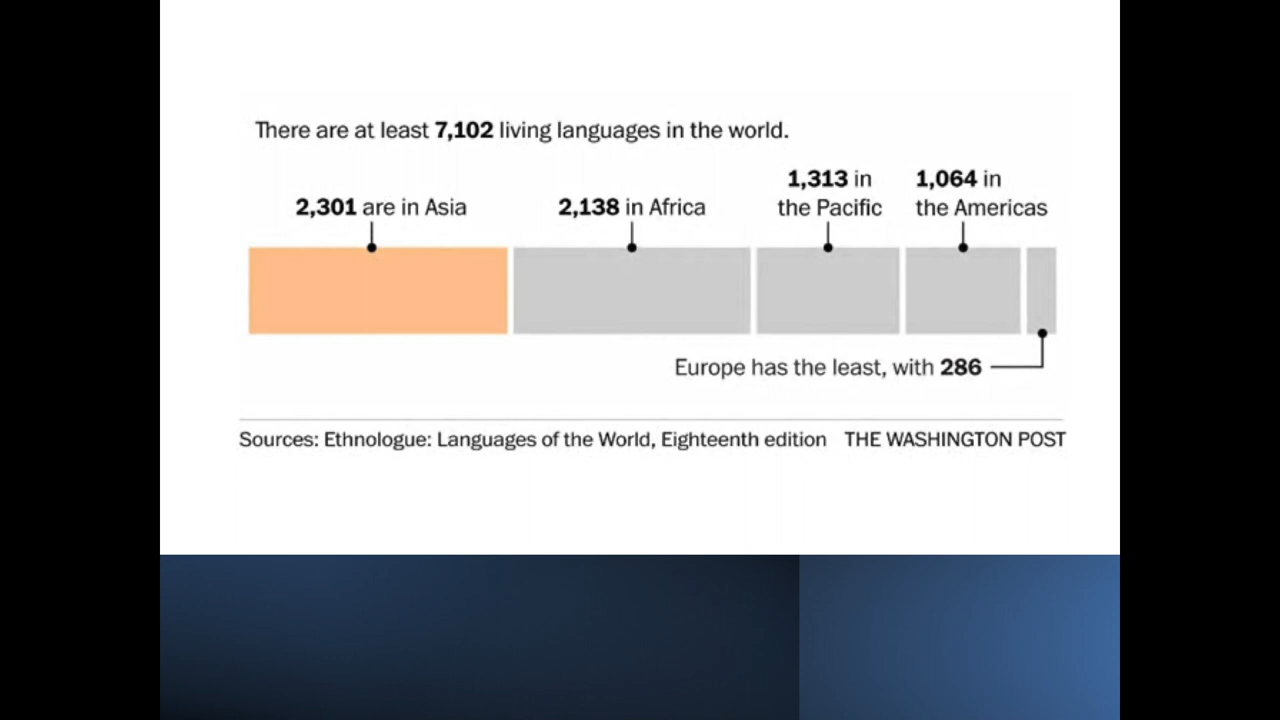 There are at least 7,102 living languages in the world.
2,301 are in Asia
2,138 in Africa
1,313 in
the Pacific
1,064 in
the Americas
Europe has the least, with 286
Sources: Ethnologue: Languages of the World, Eighteenth edition THE WASHINGTON POST